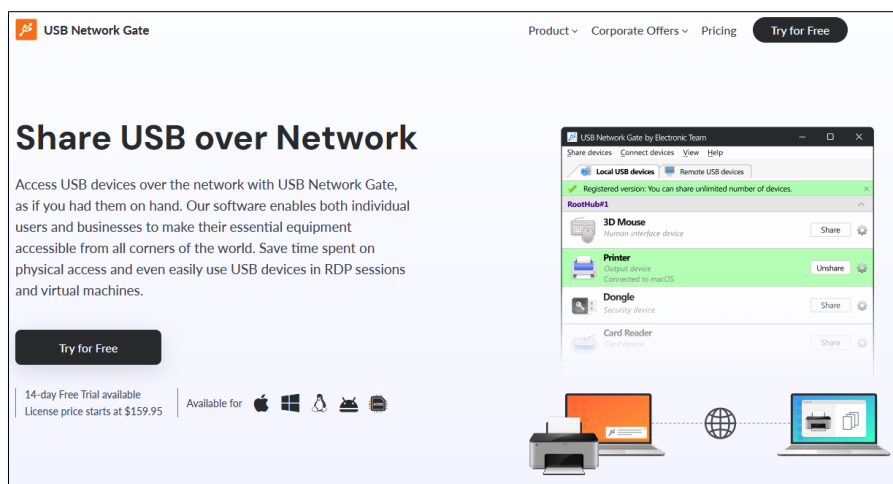 USB Network Gate
Product
Corporate Offers
Pricing
Try for Free
Share USB over Network
Access USB devices over the network with USB Network Gate,
as if you had them on hand. Our software enables both individual
users and businesses to make their essential equipment
accessible from all corners of the world. Save time spent on
physical access and even easily use USB devices in RDP sessions
and virtual machines.
Try for Free
14-day Free Trial available
License price starts at $159.95
Available for
USB Network Gate by Electronic Team
Share devices Connect devices View Help
Local USB devices Remote USB devices
Registered version: You can share unlimited number of devices.
RootHub#1
3D Mouse
Human interface device
Share
Printer
Output device
Connected to macOS
Unshare
Dongle
Security device
Share
Card Reader
Card device
Share